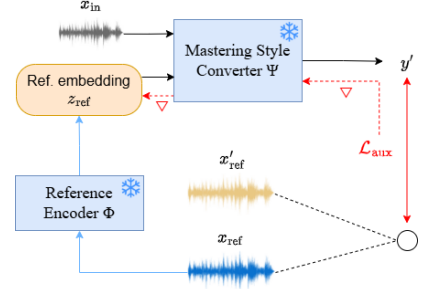 x_in
Mastering Style
Converter Ψ
y′
Ref. embedding
z_ref
▽
▽
ℒ_aux
x′_ref
Reference
Encoder Φ
x_ref